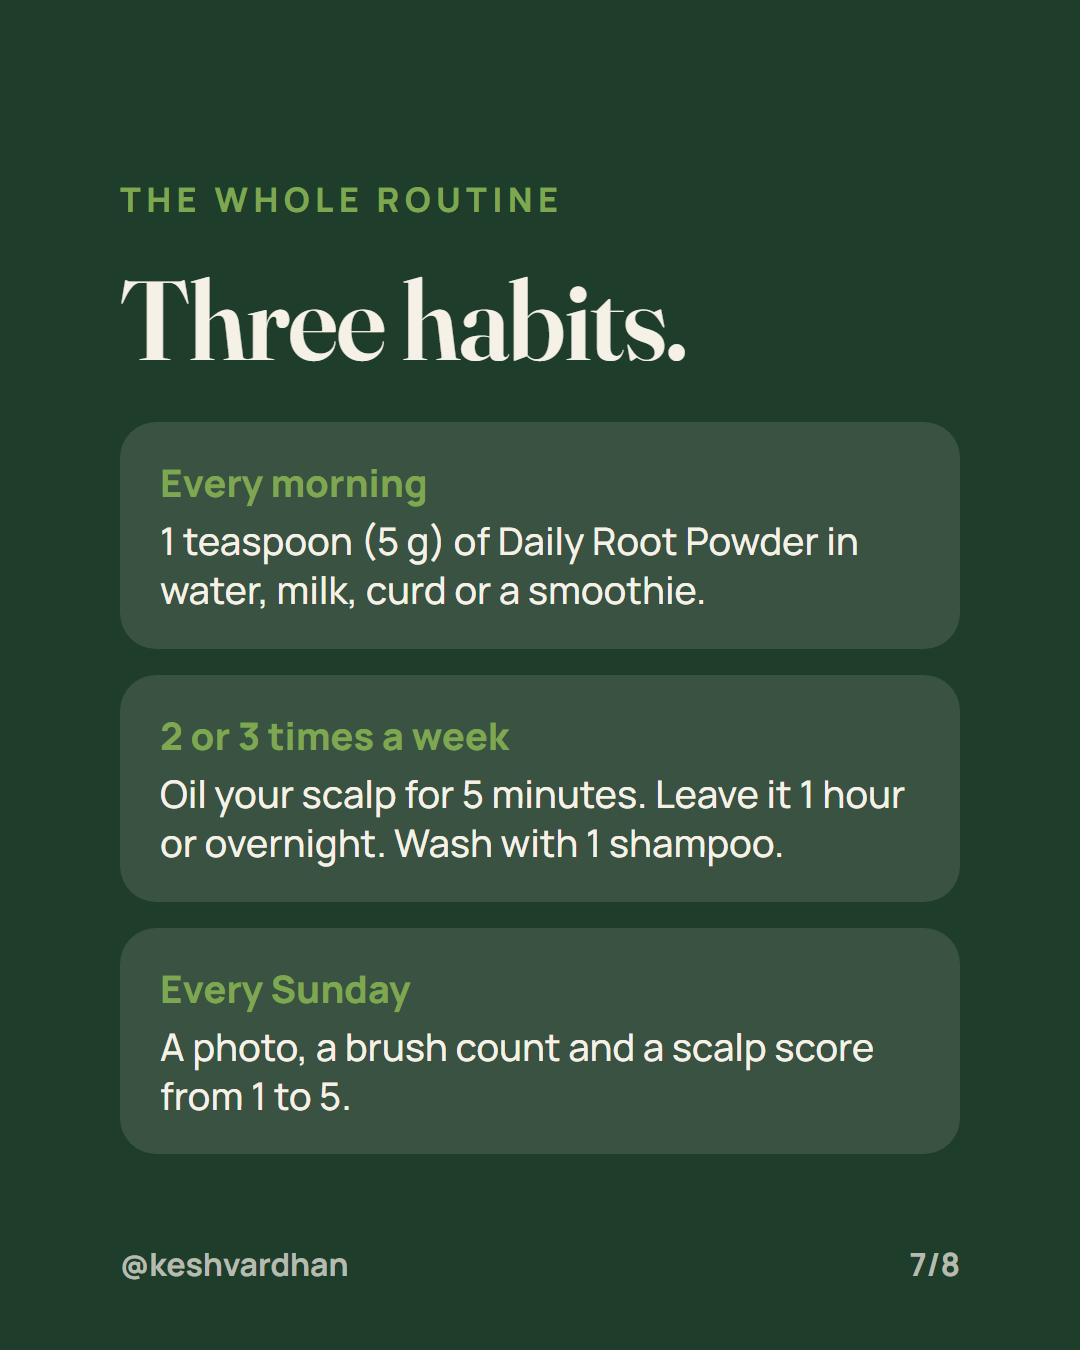 THE WHOLE ROUTINE
Three habits.
Every morning
1 teaspoon (5 g) of Daily Root Powder in
water, milk, curd or a smoothie.
2 or 3 times a week
Oil your scalp for 5 minutes. Leave it 1 hour
or overnight. Wash with 1 shampoo.
Every Sunday
A photo, a brush count and a scalp score
from 1 to 5.
@keshvardhan
7/8